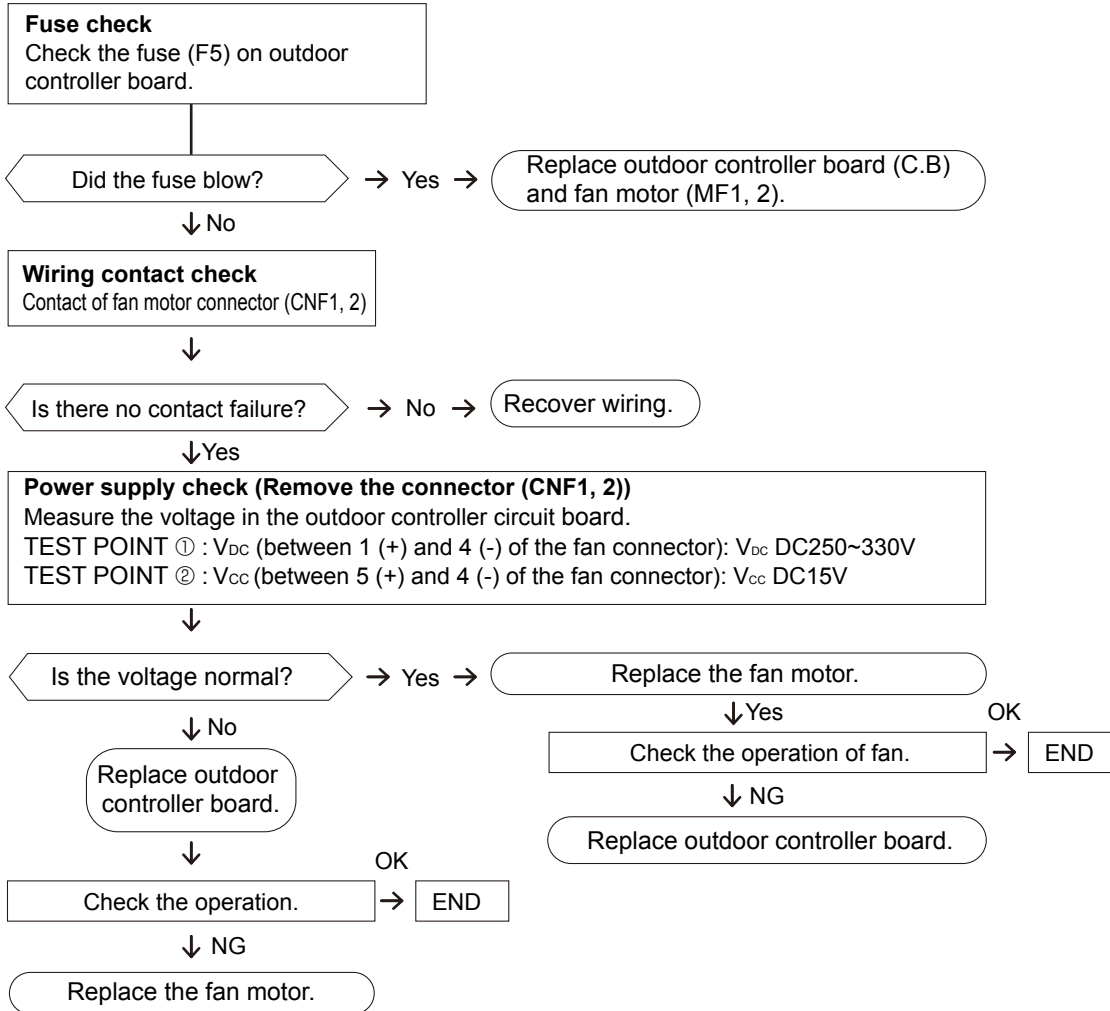 Fuse check
Check the fuse (F5) on outdoor
controller board.
Did the fuse blow?
→ Yes →
Replace outdoor controller board (C.B)
and fan motor (MF1, 2).
↓ No
Wiring contact check
Contact of fan motor connector (CNF1, 2)
↓
Is there no contact failure?
→ No →
Recover wiring.
↓Yes
Power supply check (Remove the connector (CNF1, 2))
Measure the voltage in the outdoor controller circuit board.
TEST POINT ① : VDC (between 1 (+) and 4 (-) of the fan connector): VDC DC250~330V
TEST POINT ② : VCC (between 5 (+) and 4 (-) of the fan connector): VCC DC15V
↓
Is the voltage normal?
→ Yes →
Replace the fan motor.
↓Yes
Check the operation of fan.
OK
→
END
↓ NG
Replace outdoor controller board.
↓ No
Replace outdoor
controller board.
↓
Check the operation.
OK
→
END
↓ NG
Replace the fan motor.